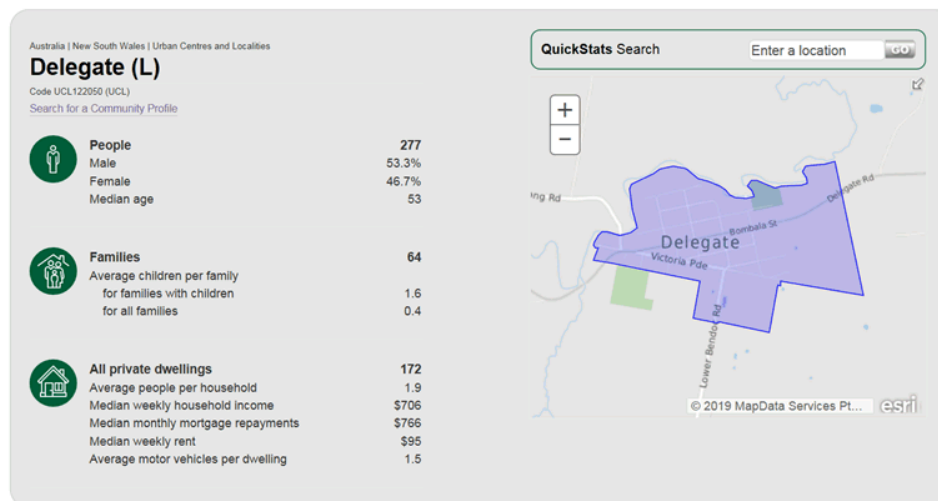 Australia | New South Wales | Urban Centres and Localities
Delegate (L)
Code UCL122050 (UCL)
Search for a Community Profile
People 277
Male 53.3%
Female 46.7%
Median age 53
Families 64
Average children per family
for families with children 1.6
for all families 0.4
All private dwellings 172
Average people per household 1.9
Median weekly household income $706
Median monthly mortgage repayments $766
Median weekly rent $95
Average motor vehicles per dwelling 1.5
QuickStats Search Enter a location GO
+
−
ang Rd
Delegate Rd
Bombala St
Delegate
Victoria Pde
Lower Bendoc Rd
© 2019 MapData Services Pt... esri